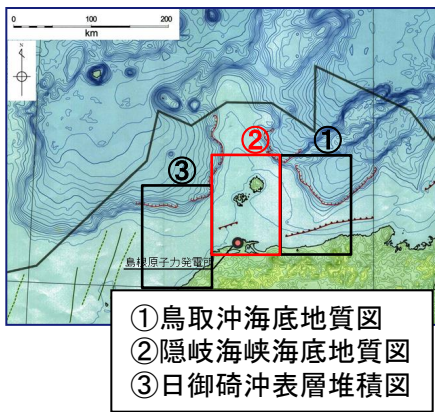 0 100 200
km
N
①
②
③
島根原子力発電所
①鳥取沖海底地質図
②隠岐海峡海底地質図
③日御碕沖表層堆積図